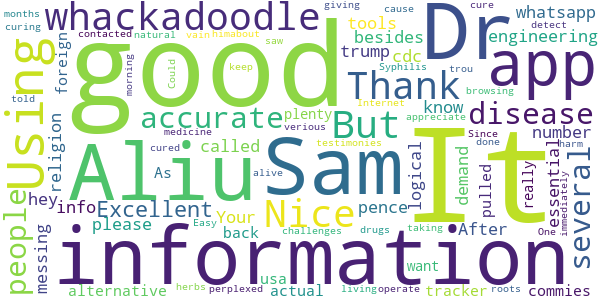 whackadoodle
Dr
whatsapp
giving
cause
cure
months
curing
contacted
natural
vain
himabout
tools
trump
besides
cdc
engineering
detect
trou
foreign
good
app
told
morning
saw
Could
keep
Syphilis
browsing
Thank
internet
appreciate
Using
accurate
plenty
But
know
disease
medicine
verious
Since
done
harm
religion
As
cured
called
testimonies
number
Aliu
Sam
It
logical
demand
pulled
really
essential
One
immediately
several
people
hey
info
Excellent
Nice
pence
After
Easy
alive
taking
messing
please
back
Your
challenges
drugs
want
information
alternative
usa
actual
living
operate
tracker
roots
commies
herbs
perplexed